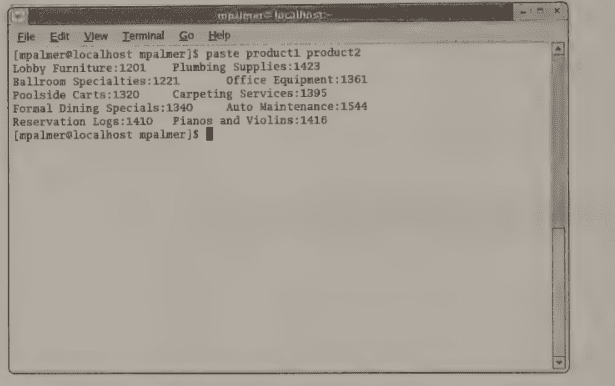 mpalmer@localhost:~
File Edit View Terminal Go Help
[mpalmer@localhost mpalmer]$ paste product1 product2
Lobby Furniture:1201 Plumbing Supplies:1423
Ballroom Specialties:1221 Office Equipment:1361
Poolside Carts:1320 Carpeting Services:1395
Formal Dining Specials:1340 Auto Maintenance:1544
Reservation Logs:1410 Pianos and Violins:1416
[mpalmer@localhost mpalmer]$